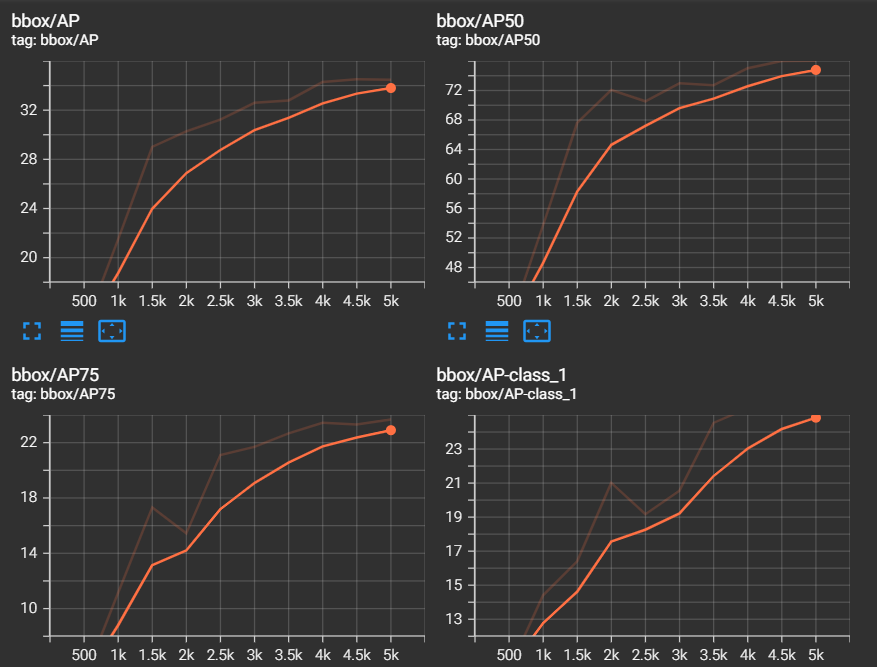 bbox/AP
tag: bbox/AP
32
28
24
20
500 1k 1.5k 2k 2.5k 3k 3.5k 4k 4.5k 5k
bbox/AP50
tag: bbox/AP50
72
68
64
60
56
52
48
500 1k 1.5k 2k 2.5k 3k 3.5k 4k 4.5k 5k
bbox/AP75
tag: bbox/AP75
22
18
14
10
500 1k 1.5k 2k 2.5k 3k 3.5k 4k 4.5k 5k
bbox/AP-class_1
tag: bbox/AP-class_1
23
21
19
17
15
13
500 1k 1.5k 2k 2.5k 3k 3.5k 4k 4.5k 5k